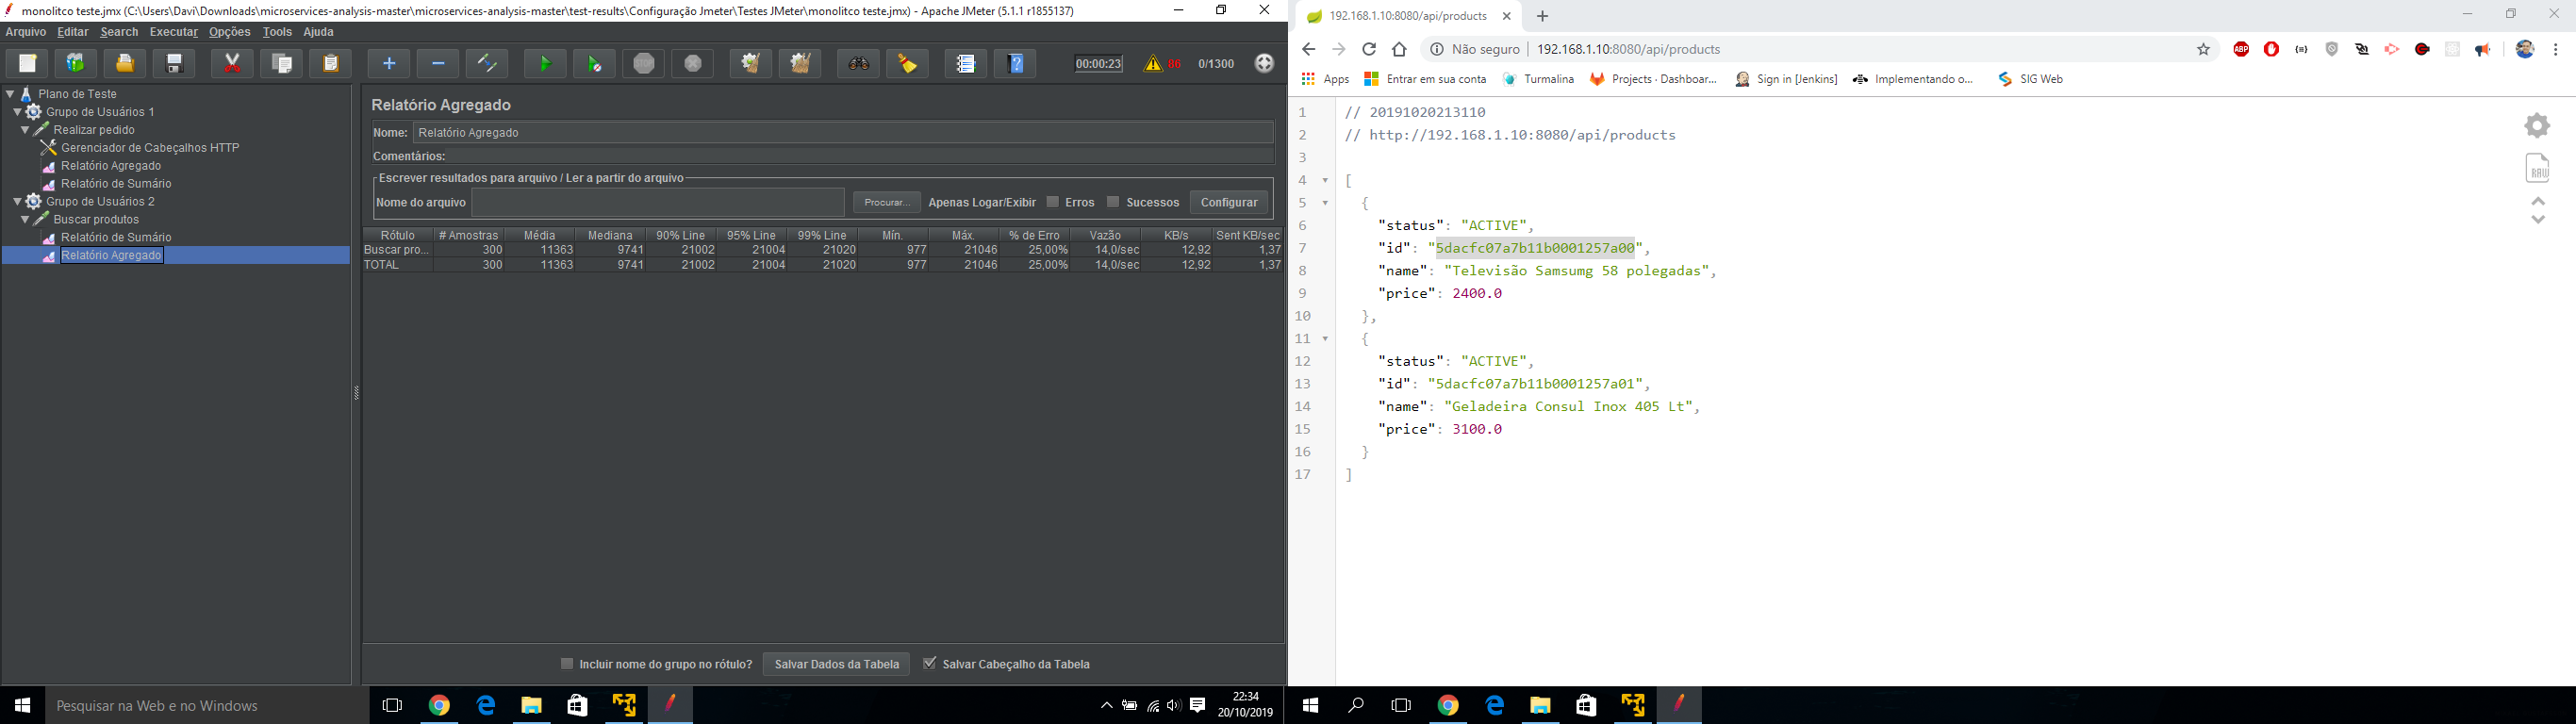 monolitco teste.jmx (C:\Users\Davi\Downloads\microservices-analysis-master\microservices-analysis-master\test-results\Configuração Jmeter\Testes JMeter\monolitco teste.jmx) - Apache JMeter (5.1.1 r1855137)
Arquivo Editar Search Executar Opções Tools Ajuda
00:00:23 86 0/1300
Plano de Teste
Grupo de Usuários 1
Realizar pedido
Gerenciador de Cabeçalhos HTTP
Relatório Agregado
Relatório de Sumário
Grupo de Usuários 2
Buscar produtos
Relatório de Sumário
Relatório Agregado
Relatório Agregado
Nome: Relatório Agregado
Comentários:
Escrever resultados para arquivo / Ler a partir do arquivo
Nome do arquivo Procurar... Apenas Logar/Exibir Erros Sucessos Configurar
Rótulo # Amostras Média Mediana 90% Line 95% Line 99% Line Mín. Máx. % de Erro Vazão KB/s Sent KB/sec
Buscar pro... 300 11363 9741 21002 21004 21020 977 21046 25,00% 14,0/sec 12,92 1,37
TOTAL 300 11363 9741 21002 21004 21020 977 21046 25,00% 14,0/sec 12,92 1,37
Incluir nome do grupo no rótulo? Salvar Dados da Tabela Salvar Cabeçalho da Tabela
Pesquisar na Web e no Windows
22:34
20/10/2019
192.168.1.10:8080/api/products
Não seguro 192.168.1.10:8080/api/products
ABP
Apps Entrar em sua conta Turmalina Projects · Dashboar... Sign in [Jenkins] Implementando o... SIG Web
1 // 20191020213110
2 // http://192.168.1.10:8080/api/products
3
4 [
5 {
6 "status": "ACTIVE",
7 "id": "5dacfc07a7b11b0001257a00",
8 "name": "Televisão Samsumg 58 polegadas",
9 "price": 2400.0
10 },
11 {
12 "status": "ACTIVE",
13 "id": "5dacfc07a7b11b0001257a01",
14 "name": "Geladeira Consul Inox 405 Lt",
15 "price": 3100.0
16 }
17 ]
RAW